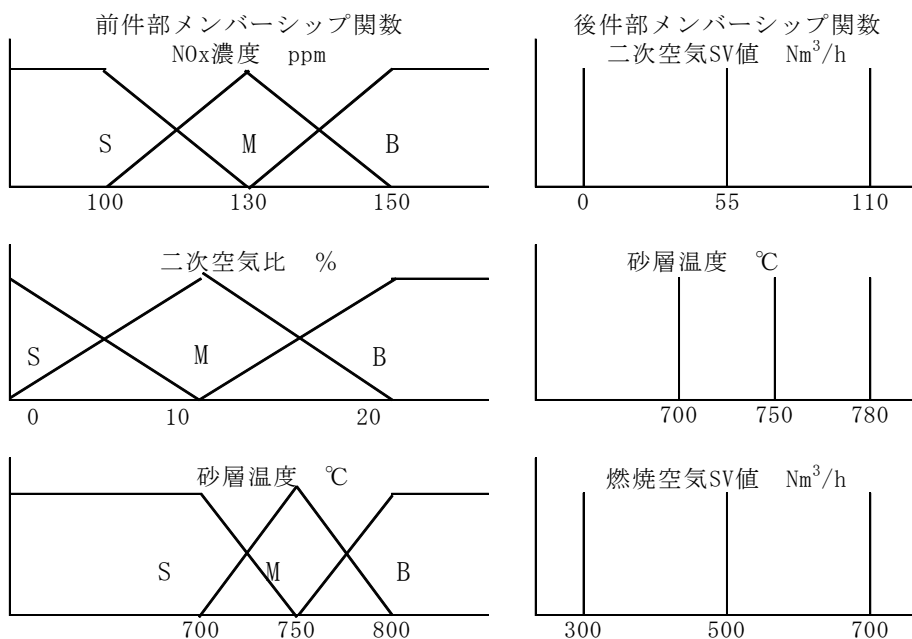 前件部メンバーシップ関数
NOx濃度 ppm
S M B
100 130 150
二次空気比 %
S M B
0 10 20
砂層温度 ℃
S M B
700 750 800
後件部メンバーシップ関数
二次空気SV値 Nm³/h
0 55 110
砂層温度 ℃
700 750 780
燃焼空気SV値 Nm³/h
300 500 700